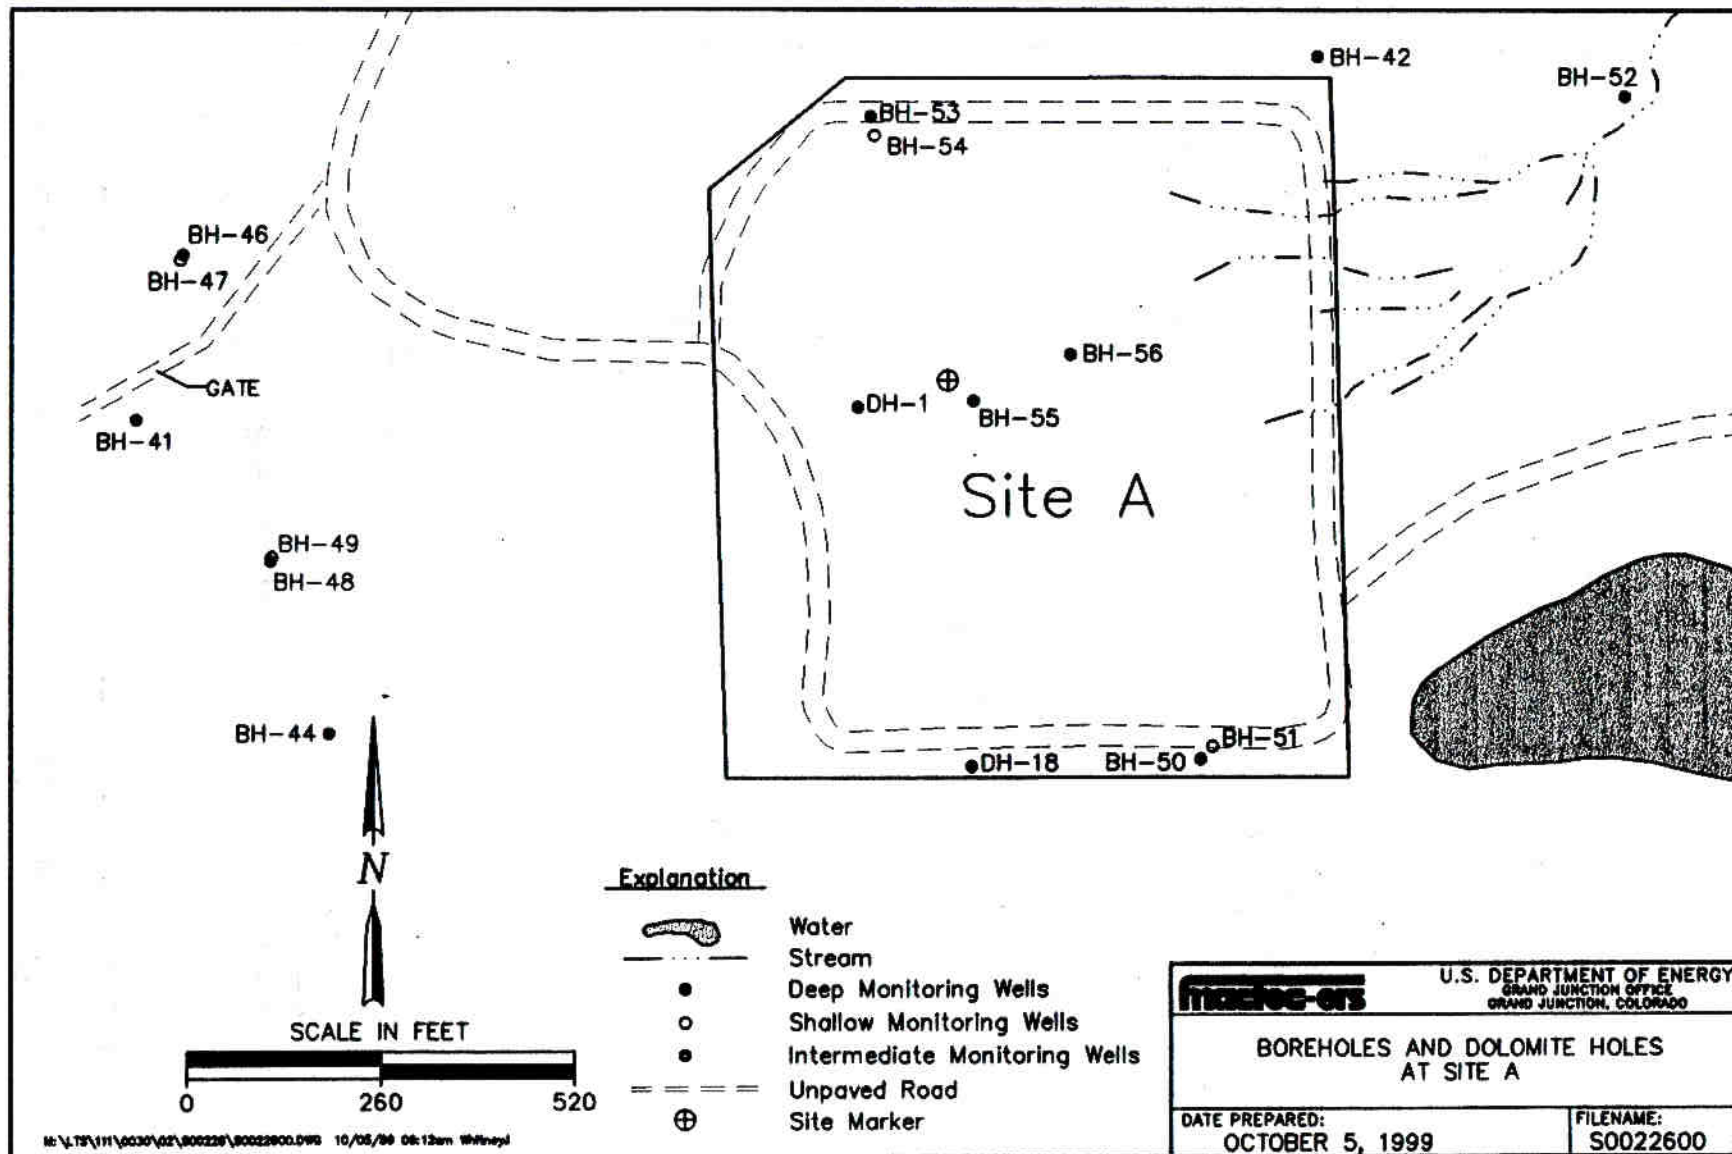 BH-42
BH-52
BH-53
BH-54
BH-46
BH-47
BH-56
GATE
DH-1
BH-55
BH-41
Site A
BH-49
BH-48
BH-44
BH-51
DH-18
BH-50
N
Explanation
Water
Stream
Deep Monitoring Wells
Shallow Monitoring Wells
Intermediate Monitoring Wells
Unpaved Road
Site Marker
SCALE IN FEET
0 260 520
mactec-ers
U.S. DEPARTMENT OF ENERGY
GRAND JUNCTION OFFICE
GRAND JUNCTION, COLORADO
BOREHOLES AND DOLOMITE HOLES
AT SITE A
DATE PREPARED:
OCTOBER 5, 1999
FILENAME:
S0022600